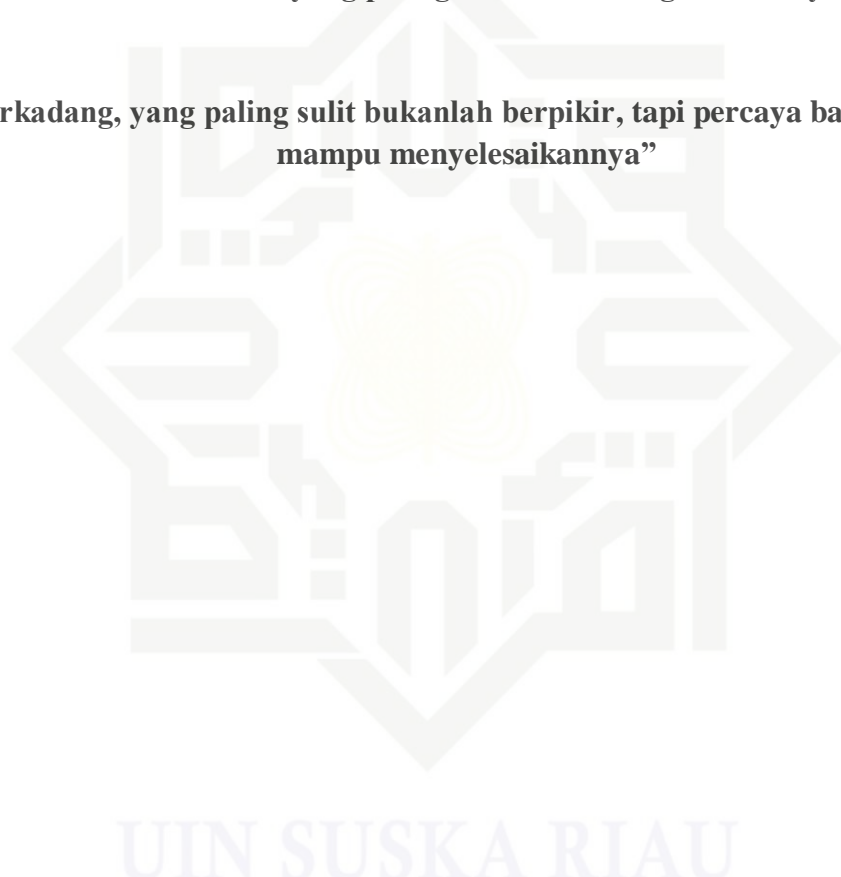 rkadang, yang paling sulit bukanlah berpikir, tapi percaya ba
mampu menyelesaikannya”
UIN SUSKA RIAU